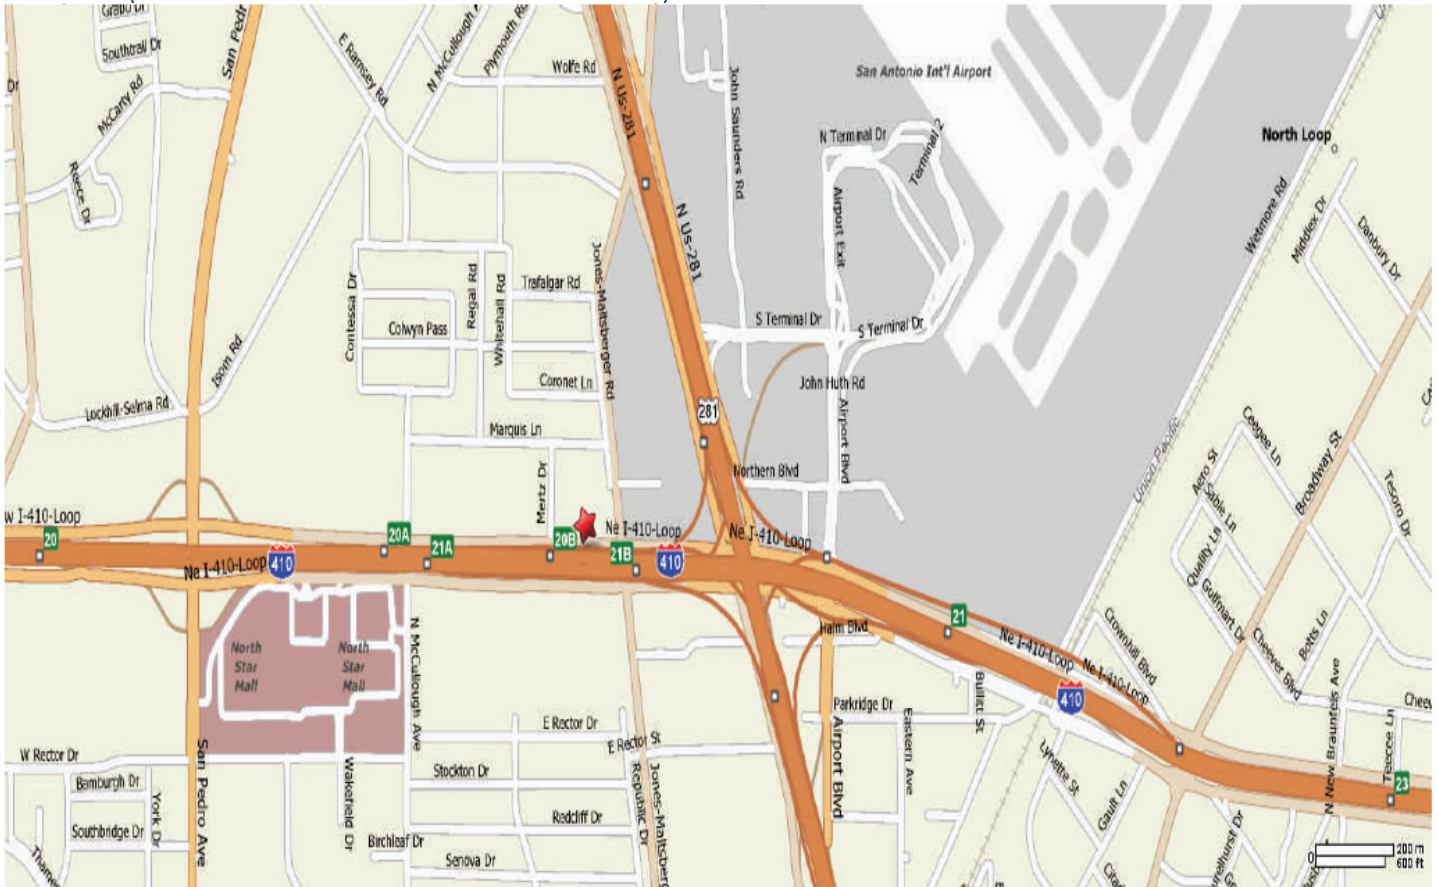 Southtrail Dr
McCarty Rd
Reece Dr
San Pedr
E Ramsey Rd
N McCullough
Plymouth Rd
Wolfe Rd
N Us-281
John Saunders Rd
San Antonio Int'l Airport
N Terminal Dr
Terminal 2
Airport Exit
North Loop
Wetmore Rd
Middlex Dr
Danbury Dr
Dr
N Us-281
Contessa Dr
Regal Rd
Whitehall Rd
Trafalgar Rd
Jones-Maltsberger Rd
Colwyn Pass
Coronet Ln
S Terminal Dr
S Terminal Dr
John Huth Rd
Airport Blvd
Isom Rd
Lockhill-Selma Rd
Marquis Ln
281
Northern Blvd
Mertz Dr
Union Pacific
Aero St
Ceegee Ln
Sable Ln
Quality Ln
Broadway St
Tesoro Dr
w I-410-Loop
20
Ne I-410-Loop
410
20A
21A
20B
21B
Ne I-410-Loop
410
Ne I-410-Loop
21
Ne I-410-Loop
Ne I-410-Loop
410
23
Gulfmart Dr
Cheever Blvd
Botts Ln
Crownhill Blvd
Halm Blvd
North
Star
Mall
North
Star
Mall
N McCullough Ave
Parkridge Dr
Airport Blvd
Eastern Ave
Bullitt St
N New Braunfels Ave
Teecee Ln
Cheev
W Rector Dr
Bamburgh Dr
York Dr
Southbridge Dr
San Pedro Ave
Wakefield Dr
Birchleaf Dr
E Rector Dr
E Rector St
Stockton Dr
Redcliff Dr
Senova Dr
Republic Dr
Jones-Maltsberg
Lynette St
Gault Ln
0
200 m
600 ft